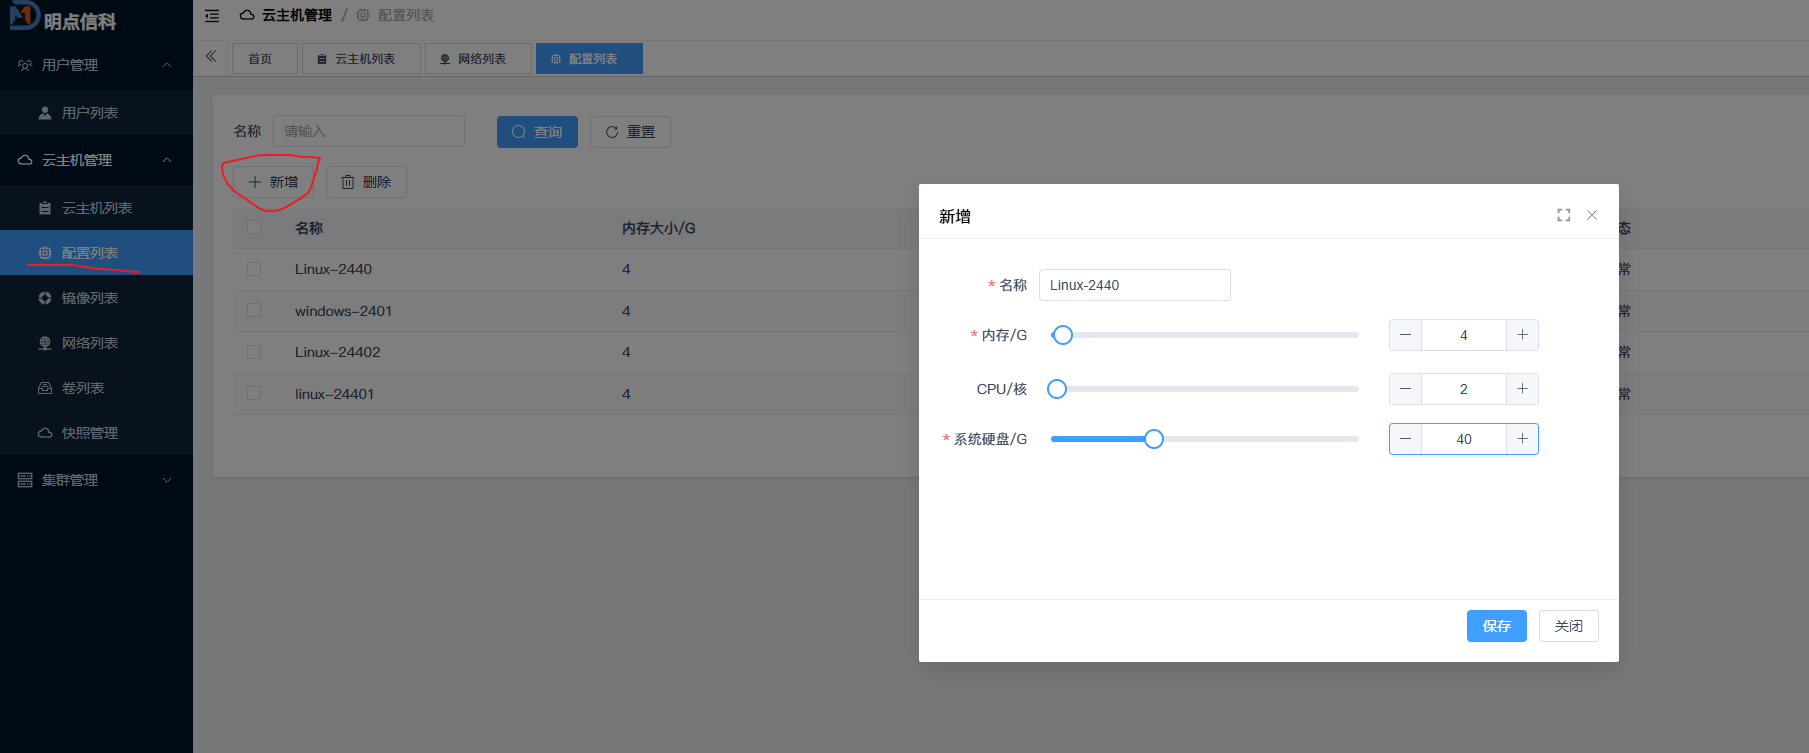 明点信科
云主机管理 / 配置列表
首页 云主机列表 网络列表 配置列表
用户管理
用户列表
云主机管理
云主机列表
配置列表
镜像列表
网络列表
卷列表
快照管理
集群管理
名称 请输入 查询 重置
新增 删除
名称 内存大小/G 态
Linux-2440 4 常
windows-2401 4 常
Linux-24402 4 常
linux-24401 4 常
新增
* 名称 Linux-2440
* 内存/G 4
CPU/核 2
* 系统硬盘/G 40
保存 关闭